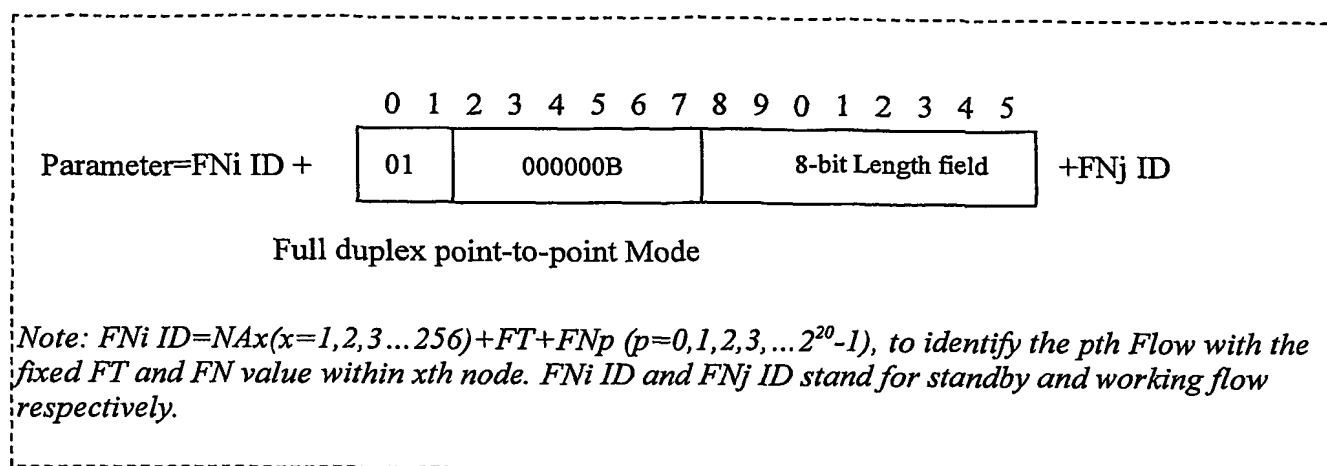 0 1 2 3 4 5 6 7 8 9 0 1 2 3 4 5
Parameter=FNi ID + 01 000000B 8-bit Length field +FNj ID
Full duplex point-to-point Mode
Note: FNi ID=NAx(x=1,2,3...256)+FT+FNp (p=0,1,2,3,...2²⁰-1), to identify the pth Flow with the
fixed FT and FN value within xth node. FNi ID and FNj ID stand for standby and working flow
respectively.